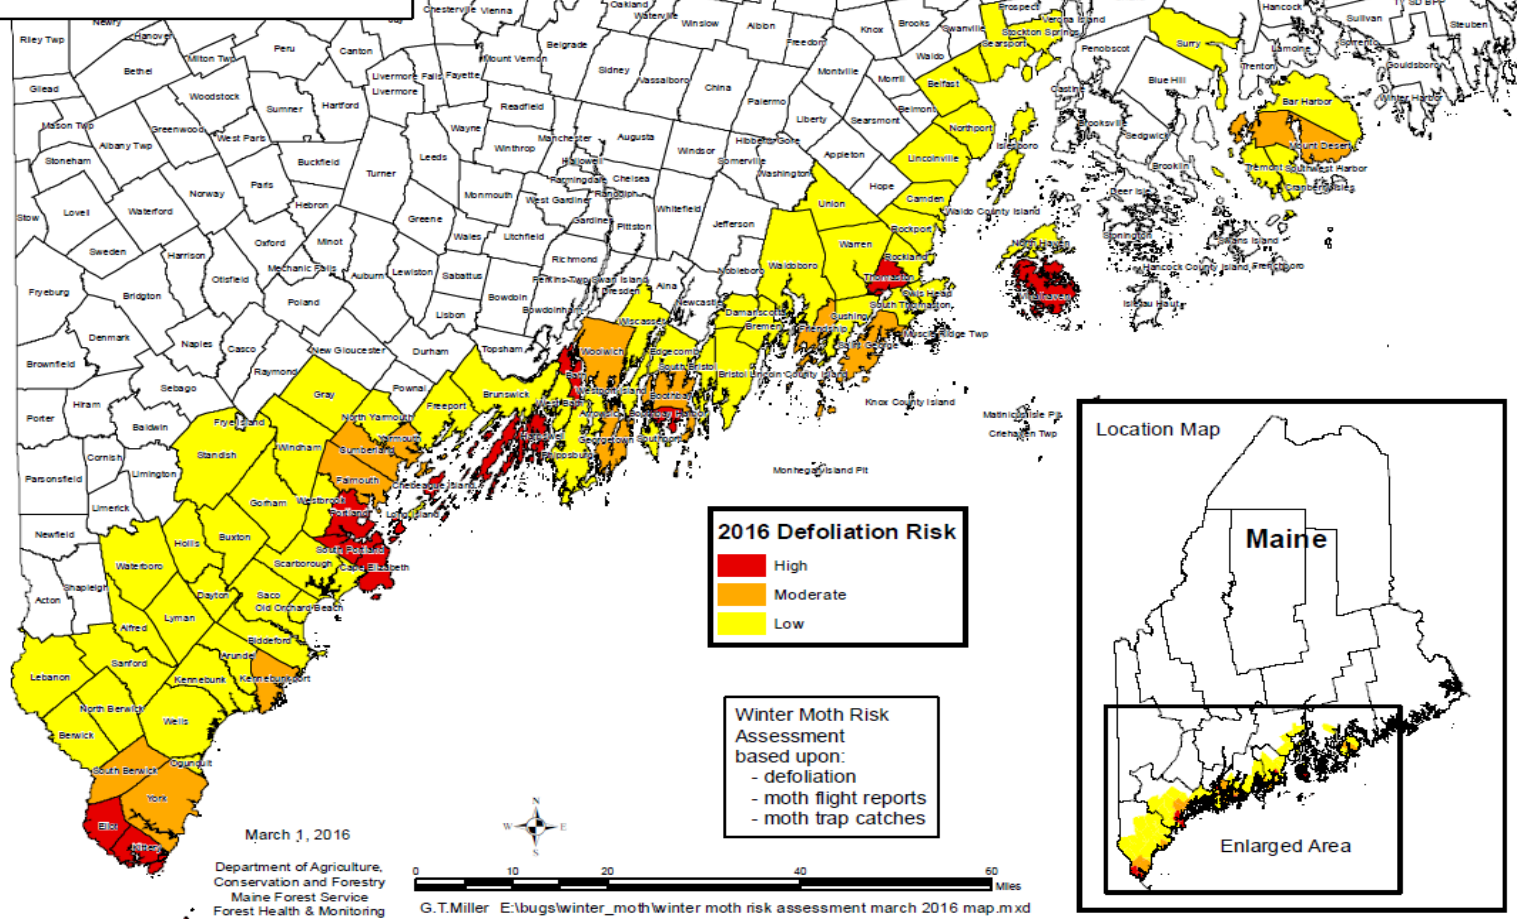 Chesterville Vienna
Oakland
Waterville
Winslow
Albion
Freedom
Knox
Brooks
Swanville
Prospect
Verona Island
Stockton Springs
Searsport
Penobscot
Surry
Hancock
Sullivan
Steuben
Sorrento
Lamoine
Trenton
Gouldsboro
Newry
Hanover
Riley Twp
Bethel
Milton Twp
Peru
Canton
Livermore Falls
Fayette
Mount Vernon
Belgrade
Sidney
Vassalboro
China
Palermo
Montville
Morrill
Waldo
Belfast
Castine
Blue Hill
Bar Harbor
Winter Harbor
Gilead
Woodstock
Sumner
Hartford
Livermore
Readfield
Liberty
Searsmont
Belmont
Northport
Islesboro
Brooksville
Sedgwick
Mount Desert
Mason Twp
Albany Twp
Greenwood
West Paris
Wayne
Winthrop
Manchester
Augusta
Windsor
Hibberts Gore
Somerville
Washington
Appleton
Lincolnville
Brooklin
Tremont
Southwest Harbor
Cranberry Isles
Stoneham
Buckfield
Turner
Leeds
Hallowell
Farmingdale
Chelsea
Randolph
Hope
Camden
Deer Isle
Stow
Lovell
Waterford
Norway
Paris
Hebron
Greene
Monmouth
West Gardiner
Gardiner
Pittston
Whitefield
Jefferson
Union
Rockport
Waldo County Island
Stonington
Swans Island
Sweden
Harrison
Oxford
Minot
Wales
Litchfield
Richmond
Nobleboro
Waldoboro
Warren
Rockland
North Haven
Hancock County Island
Frenchboro
Fryeburg
Bridgton
Otisfield
Mechanic Falls
Auburn
Lewiston
Sabattus
Perkins Twp Swan Island
Dresden
Alna
Newcastle
Thomaston
Owls Head
South Thomaston
Vinalhaven
Isle au Haut
Poland
Bowdoin
Bowdoinham
Lisbon
Wiscasset
Damariscotta
Bremen
Friendship
Cushing
Saint George
Muscle Ridge Twp
Denmark
Naples
Casco
New Gloucester
Durham
Topsham
Woolwich
Edgecomb
South Bristol
Bristol
Lincoln County Island
Brownfield
Sebago
Raymond
Gray
Pownal
Freeport
Brunswick
Bath
West Bath
Westport Island
Boothbay
Boothbay Harbor
Knox County Island
Matinicus Isle Plt
Criehaven Twp
Porter
Hiram
Baldwin
Frye Island
North Yarmouth
Yarmouth
Cumberland
Harpswell
Arrowsic
Georgetown
Southport
Phippsburg
Monhegan Island Plt
Parsonsfield
Cornish
Limington
Standish
Windham
Falmouth
Chebeague Island
Limerick
Gorham
Westbrook
Portland
Long Island
Newfield
Hollis
Buxton
South Portland
Scarborough
Cape Elizabeth
Acton
Shapleigh
Waterboro
Dayton
Saco
Old Orchard Beach
Lyman
Alfred
Biddeford
Arundel
Lebanon
Sanford
Kennebunk
Kennebunkport
North Berwick
Wells
Berwick
South Berwick
Ogunquit
York
Eliot
Kittery
2016 Defoliation Risk
High
Moderate
Low
Winter Moth Risk
Assessment
based upon:
- defoliation
- moth flight reports
- moth trap catches
Location Map
Maine
Enlarged Area
N
W E
S
March 1, 2016
Department of Agriculture,
Conservation and Forestry
Maine Forest Service
Forest Health & Monitoring
0 10 20 40 60
Miles
G.T.Miller E:\bugs\winter_moth\winter moth risk assessment march 2016 map.mxd